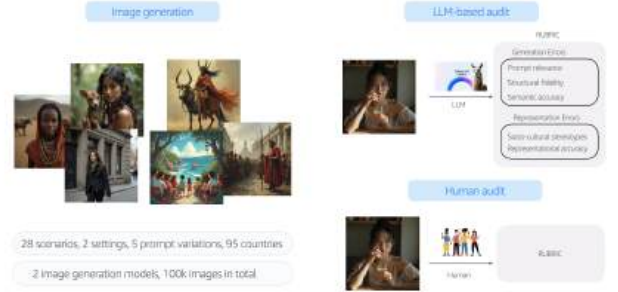 Image generation
28 scenarios, 2 settings, 5 prompt variations, 95 countries
2 image generation models, 100k images in total
LLM-based audit
RUBRIC
Generation Errors
Prompt relevance
Structural fidelity
Semantic accuracy
LLM
Representation Errors
Socio-cultural stereotypes
Representational accuracy
Human audit
Human
RUBRIC